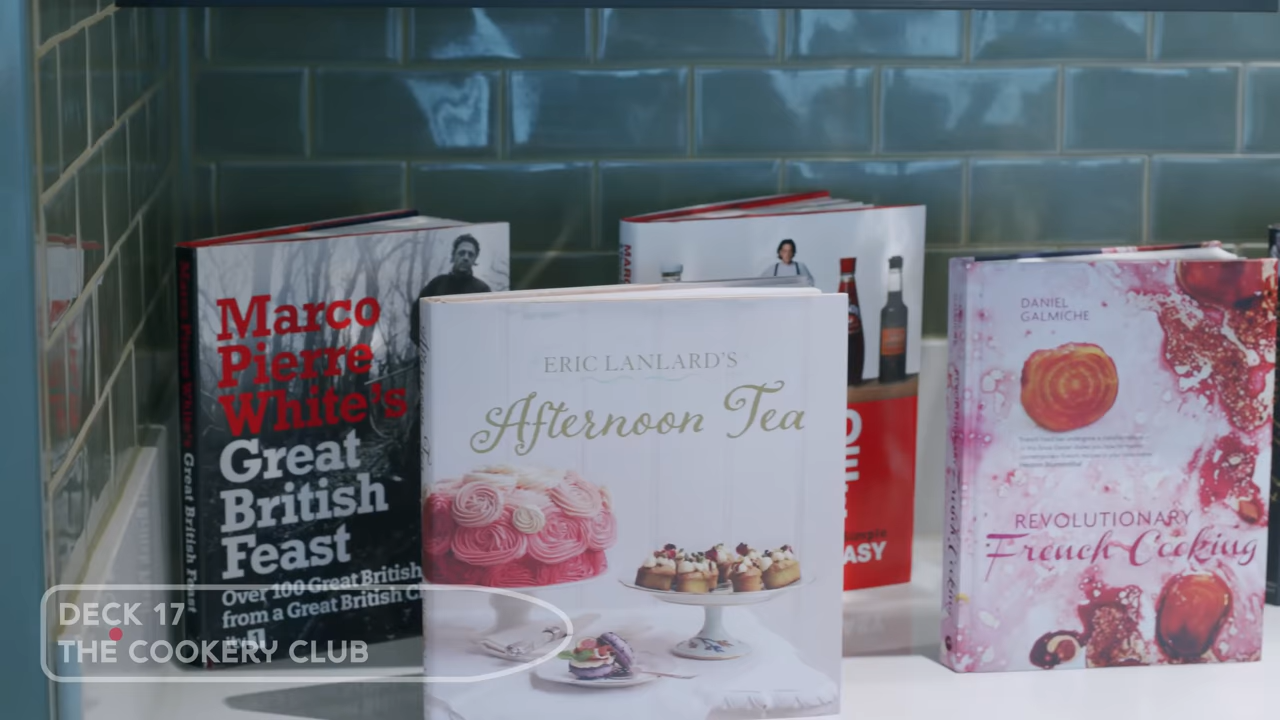 Marco
Pierre
White's
Great
British
Feast
Over 100 Great British
from a Great British
Marco Pierre White's Great British Feast
ERIC LANLARD'S
Afternoon Tea
EASY
DANIEL
GALMICHE
REVOLUTIONARY
French Cooking
DECK 17
THE COOKERY CLUB